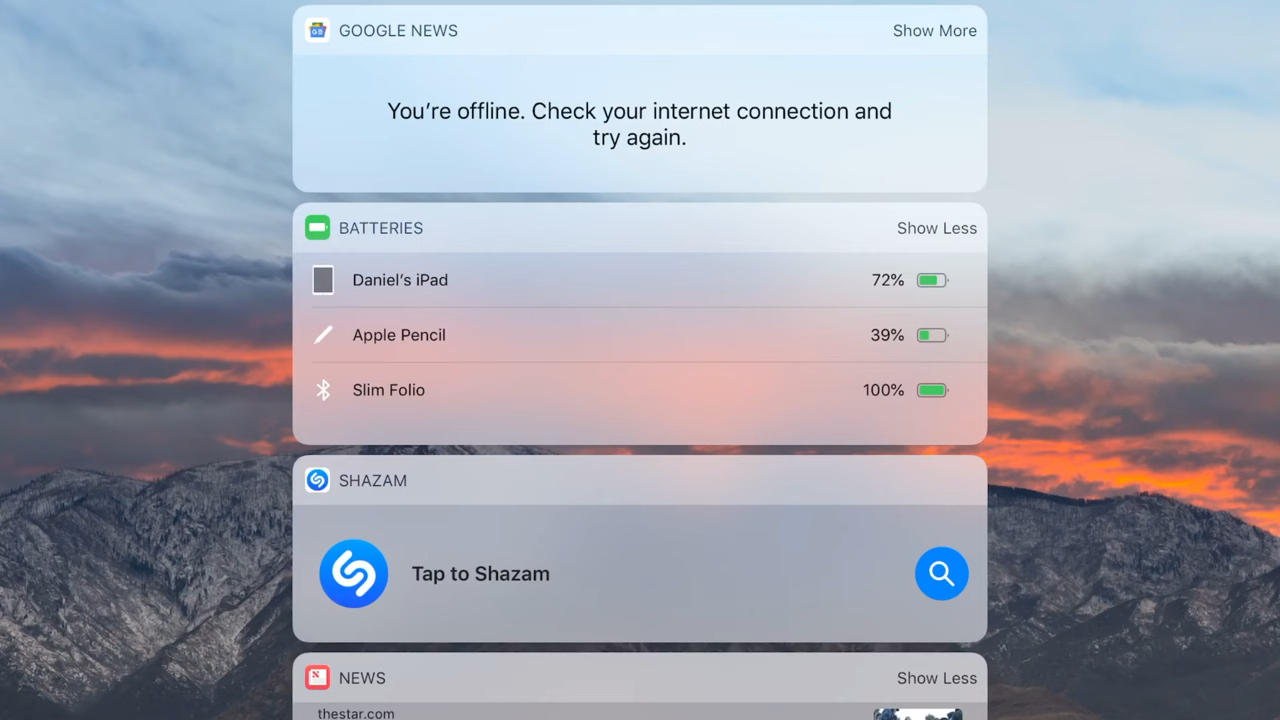 GOOGLE NEWS Show More
You’re offline. Check your internet connection and
try again.
BATTERIES Show Less
Daniel’s iPad 72%
Apple Pencil 39%
Slim Folio 100%
SHAZAM
Tap to Shazam
NEWS Show Less
thestar.com